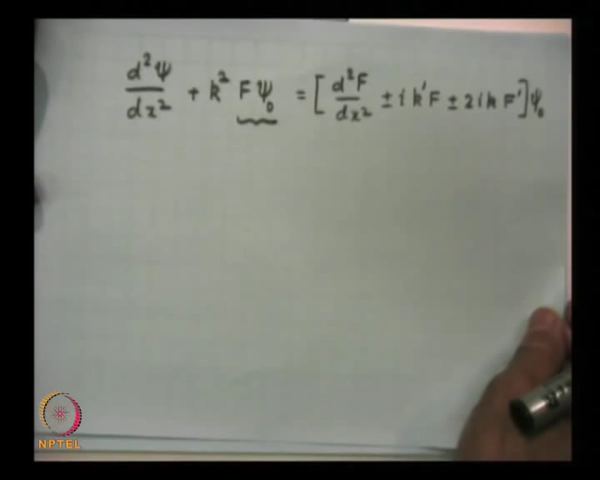 d²Ψ/dx² + k² FΨ₀ = [d²F/dx² ± i k′F ± 2ik F′]Ψ₀
NPTEL